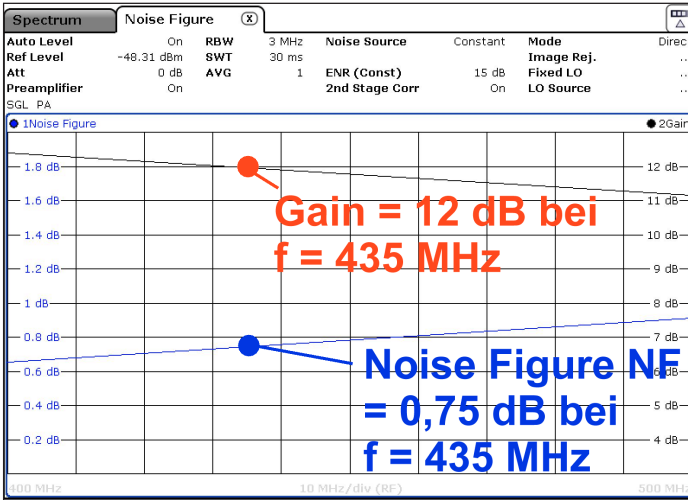 Spectrum Noise Figure X
Auto Level On RBW 3 MHz Noise Source Constant Mode Direc
Ref Level -48.31 dBm SWT 30 ms Image Rej. ..
Att 0 dB AVG 1 ENR (Const) 15 dB Fixed LO ..
Preamplifier On 2nd Stage Corr On LO Source ..
SGL PA
1Noise Figure 2Gain
1.8 dB 12 dB
1.6 dB 11 dB
Gain = 12 dB bei
1.4 dB 10 dB
f = 435 MHz
1.2 dB 9 dB
1 dB 8 dB
0.8 dB 7 dB
Noise Figure NF
0.6 dB 6 dB
= 0,75 dB bei
0.4 dB 5 dB
0.2 dB 4 dB
f = 435 MHz
400 MHz 10 MHz/div (RF) 500 MHz